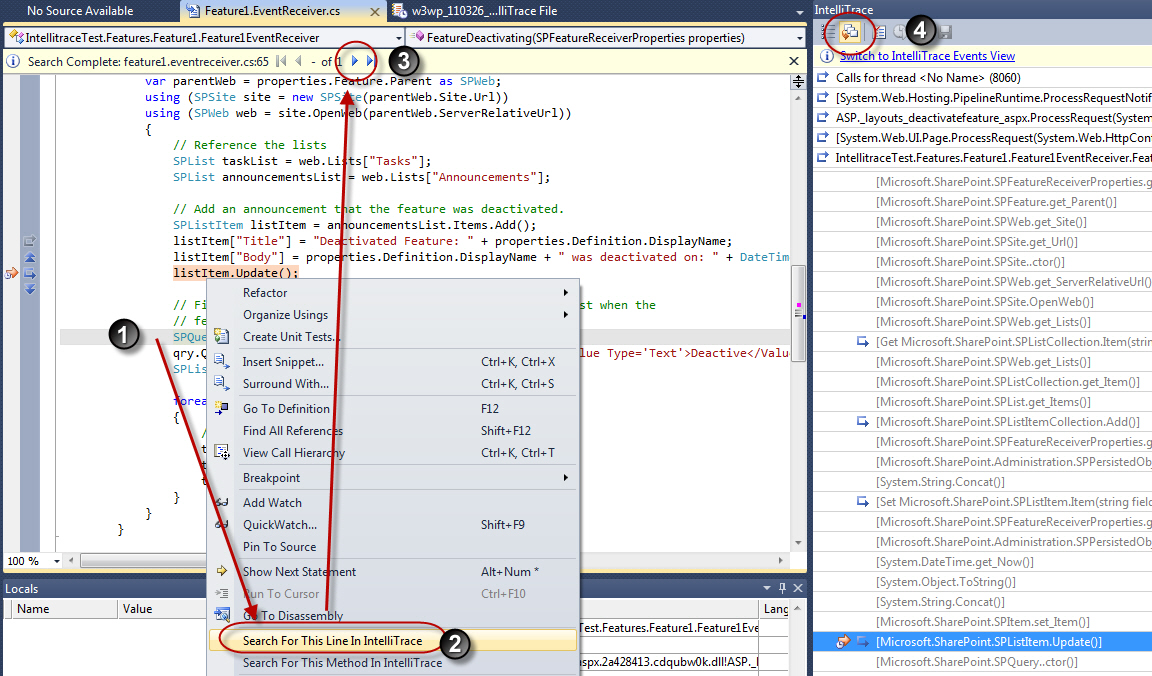 No Source Available
Feature1.EventReceiver.cs
w3wp_110326_...lliTrace File
IntellitraceTest.Features.Feature1.Feature1EventReceiver
FeatureDeactivating(SPFeatureReceiverProperties properties)
Search Complete: feature1.eventreceiver.cs:65
- of 1
3
var parentWeb = properties.Feature.Parent as SPWeb;
using (SPSite site = new SPSite(parentWeb.Site.Url))
using (SPWeb web = site.OpenWeb(parentWeb.ServerRelativeUrl))
{
// Reference the lists
SPList taskList = web.Lists["Tasks"];
SPList announcementsList = web.Lists["Announcements"];
// Add an announcement that the feature was deactivated.
SPListItem listItem = announcementsList.Items.Add();
listItem["Title"] = "Deactivated Feature: " + properties.Definition.DisplayName;
listItem["Body"] = properties.Definition.DisplayName + " was deactivated on: " + DateTim
listItem.Update();
// Fi
st when the
// fe
1
SPQue
qry.Q
lue Type='Text'>Deactive</Valu
SPLis
forea
{
/
t
t
t
}
}
}
Refactor
Organize Usings
Create Unit Tests...
Insert Snippet... Ctrl+K, Ctrl+X
Surround With... Ctrl+K, Ctrl+S
Go To Definition F12
Find All References Shift+F12
View Call Hierarchy Ctrl+K, Ctrl+T
Breakpoint
Add Watch
QuickWatch... Shift+F9
Pin To Source
Show Next Statement Alt+Num *
Run To Cursor Ctrl+F10
Go To Disassembly
Search For This Line In IntelliTrace
2
Search For This Method In IntelliTrace
100 %
Locals
Name Value
Lang
Test.Features.Feature1.Feature1Eve
aspx.2a428413.cdqubw0k.dll!ASP._l
IntelliTrace
4
Switch to IntelliTrace Events View
Calls for thread <No Name> (8060)
[System.Web.Hosting.PipelineRuntime.ProcessRequestNotif
ASP._layouts_deactivatefeature_aspx.ProcessRequest(System
[System.Web.UI.Page.ProcessRequest(System.Web.HttpCont
IntellitraceTest.Features.Feature1.Feature1EventReceiver.Feat
[Microsoft.SharePoint.SPFeatureReceiverProperties.g
[Microsoft.SharePoint.SPFeature.get_Parent()]
[Microsoft.SharePoint.SPWeb.get_Site()]
[Microsoft.SharePoint.SPSite.get_Url()]
[Microsoft.SharePoint.SPSite..ctor()]
[Microsoft.SharePoint.SPWeb.get_ServerRelativeUrl()
[Microsoft.SharePoint.SPSite.OpenWeb()]
[Microsoft.SharePoint.SPWeb.get_Lists()]
[Get Microsoft.SharePoint.SPListCollection.Item(strin
[Microsoft.SharePoint.SPWeb.get_Lists()]
[Microsoft.SharePoint.SPListCollection.get_Item()]
[Microsoft.SharePoint.SPList.get_Items()]
[Microsoft.SharePoint.SPListItemCollection.Add()]
[Microsoft.SharePoint.SPFeatureReceiverProperties.g
[Microsoft.SharePoint.Administration.SPPersistedObj
[System.String.Concat()]
[Set Microsoft.SharePoint.SPListItem.Item(string field
[Microsoft.SharePoint.SPFeatureReceiverProperties.g
[Microsoft.SharePoint.Administration.SPPersistedObj
[System.DateTime.get_Now()]
[System.Object.ToString()]
[System.String.Concat()]
[Microsoft.SharePoint.SPItem.set_Item()]
[Microsoft.SharePoint.SPListItem.Update()]
[Microsoft.SharePoint.SPQuery..ctor()]